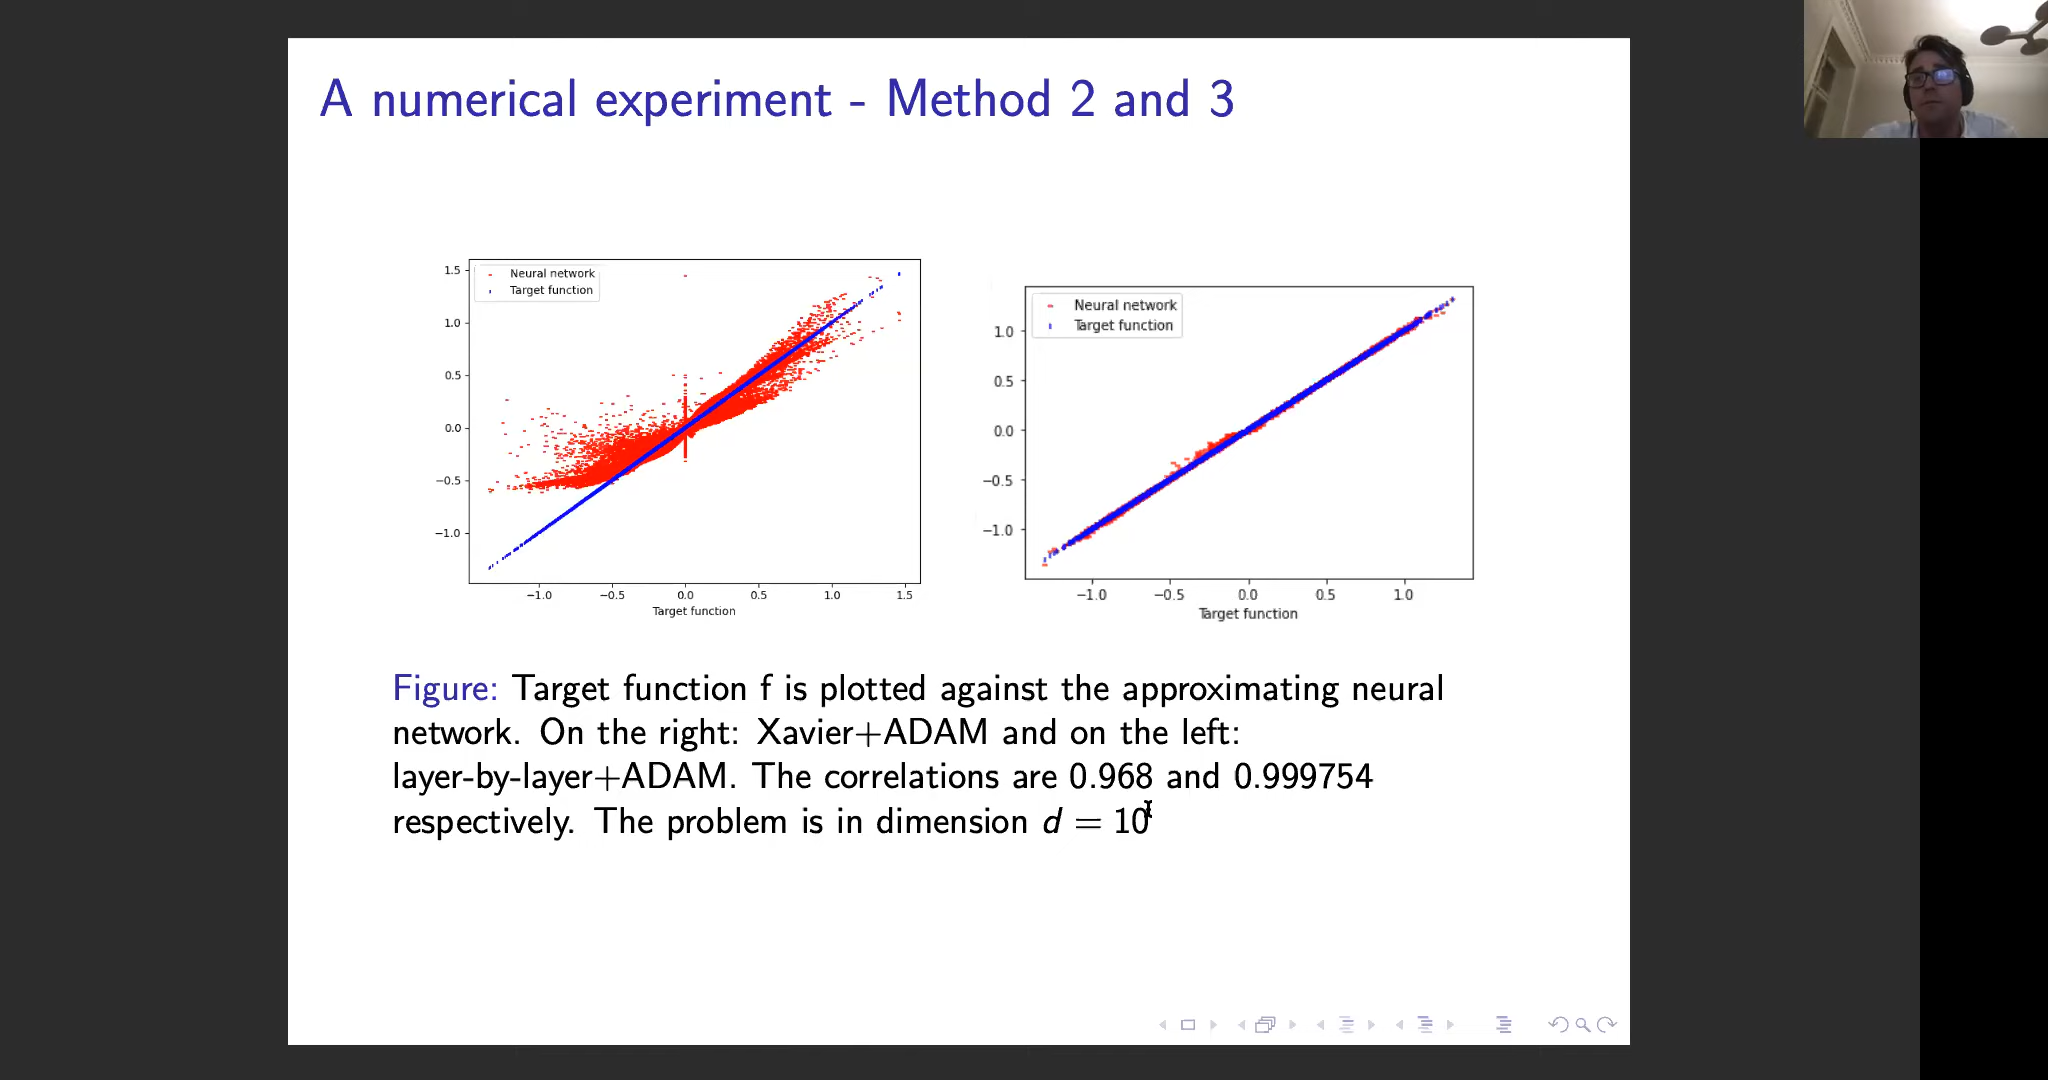 A numerical experiment - Method 2 and 3
Neural network
Target function
1.5
1.0
0.5
0.0
−0.5
−1.0
−1.0 −0.5 0.0 0.5 1.0 1.5
Target function
Neural network
Target function
1.0
0.5
0.0
−0.5
−1.0
−1.0 −0.5 0.0 0.5 1.0
Target function
Figure: Target function f is plotted against the approximating neural
network. On the right: Xavier+ADAM and on the left:
layer-by-layer+ADAM. The correlations are 0.968 and 0.999754
respectively. The problem is in dimension d = 10